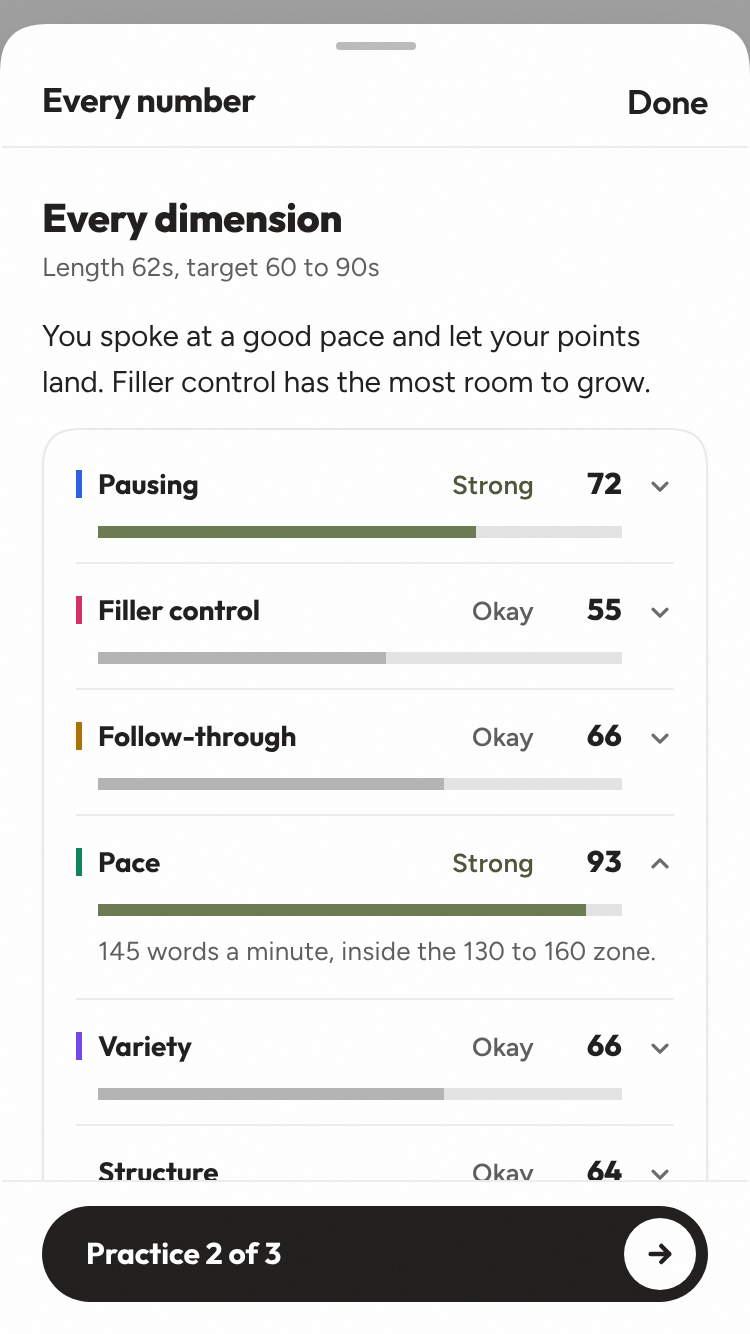 Every number
Done
Every dimension
Length 62s, target 60 to 90s
You spoke at a good pace and let your points
land. Filler control has the most room to grow.
Pausing Strong 72
Filler control Okay 55
Follow-through Okay 66
Pace Strong 93
145 words a minute, inside the 130 to 160 zone.
Variety Okay 66
Structure Okay 64
Practice 2 of 3